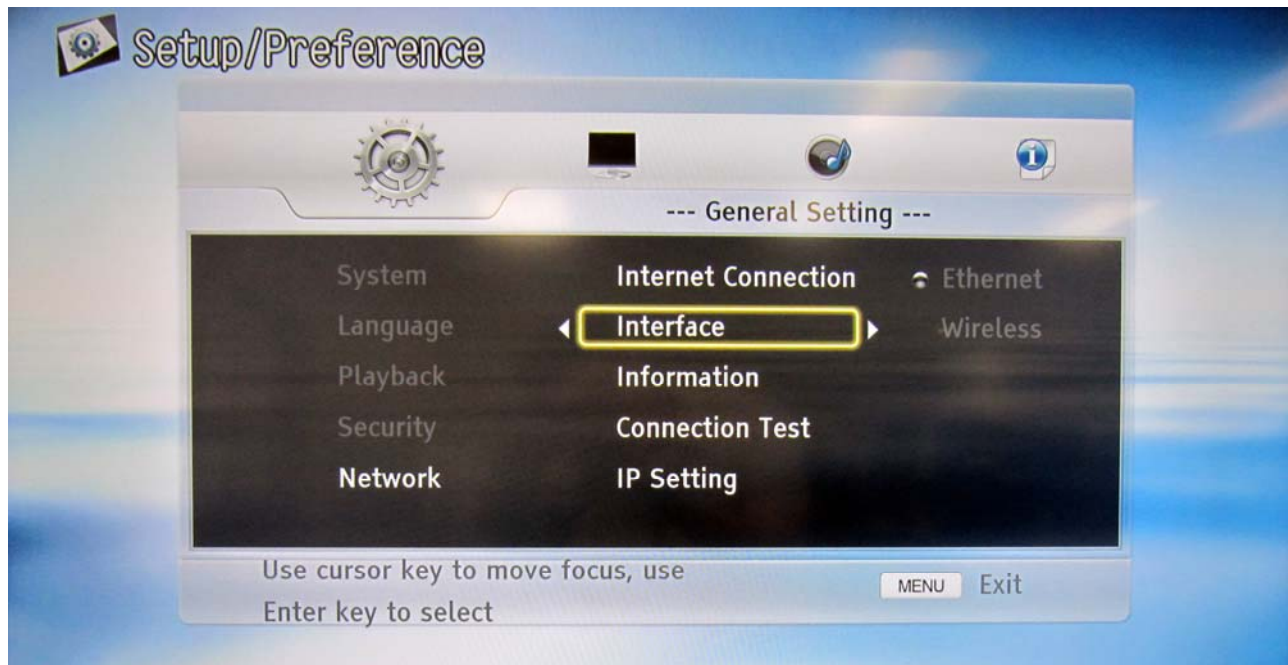 Setup/Preference
--- General Setting ---
System
Language
Playback
Security
Network
Internet Connection
Interface
Information
Connection Test
IP Setting
Ethernet
Wireless
Use cursor key to move focus, use
Enter key to select
MENU Exit